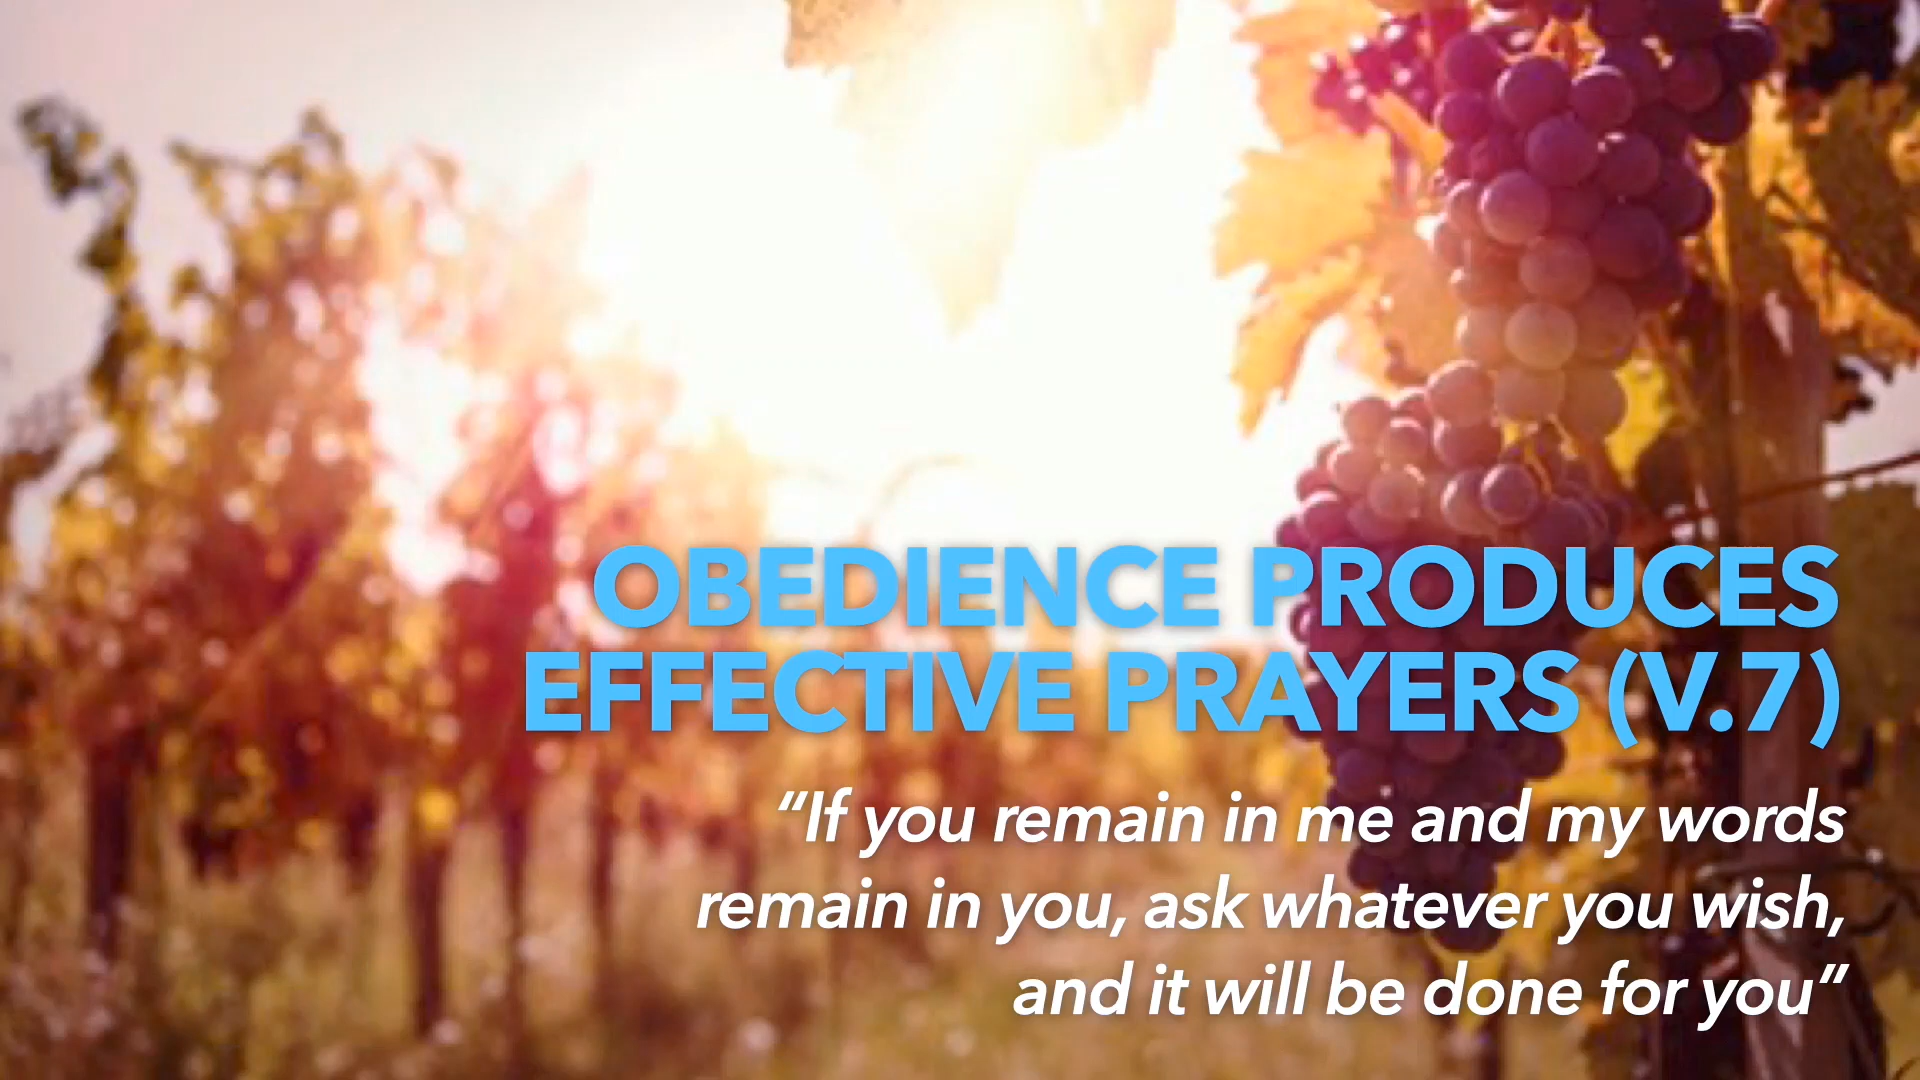 OBEDIENCE PRODUCES
EFFECTIVE PRAYERS (V.7)
“If you remain in me and my words
remain in you, ask whatever you wish,
and it will be done for you”